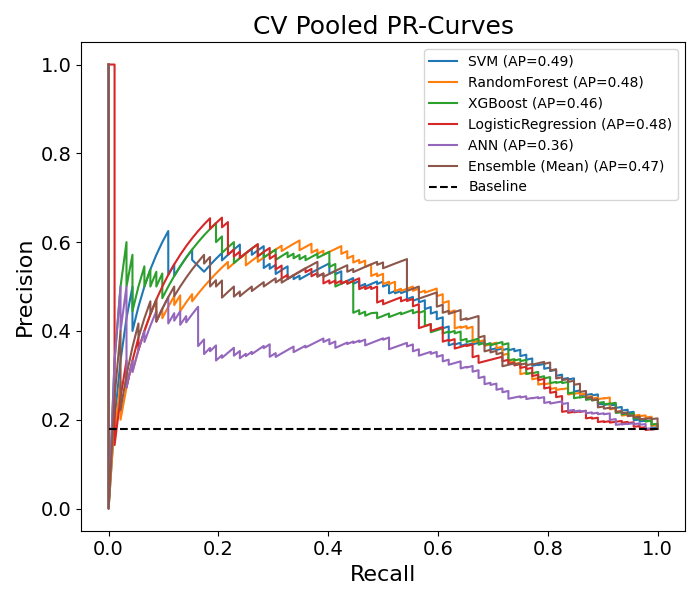 CV Pooled PR-Curves
SVM (AP=0.49)
RandomForest (AP=0.48)
XGBoost (AP=0.46)
LogisticRegression (AP=0.48)
ANN (AP=0.36)
Ensemble (Mean) (AP=0.47)
Baseline
Precision
1.0
0.8
0.6
0.4
0.2
0.0
0.0 0.2 0.4 0.6 0.8 1.0
Recall